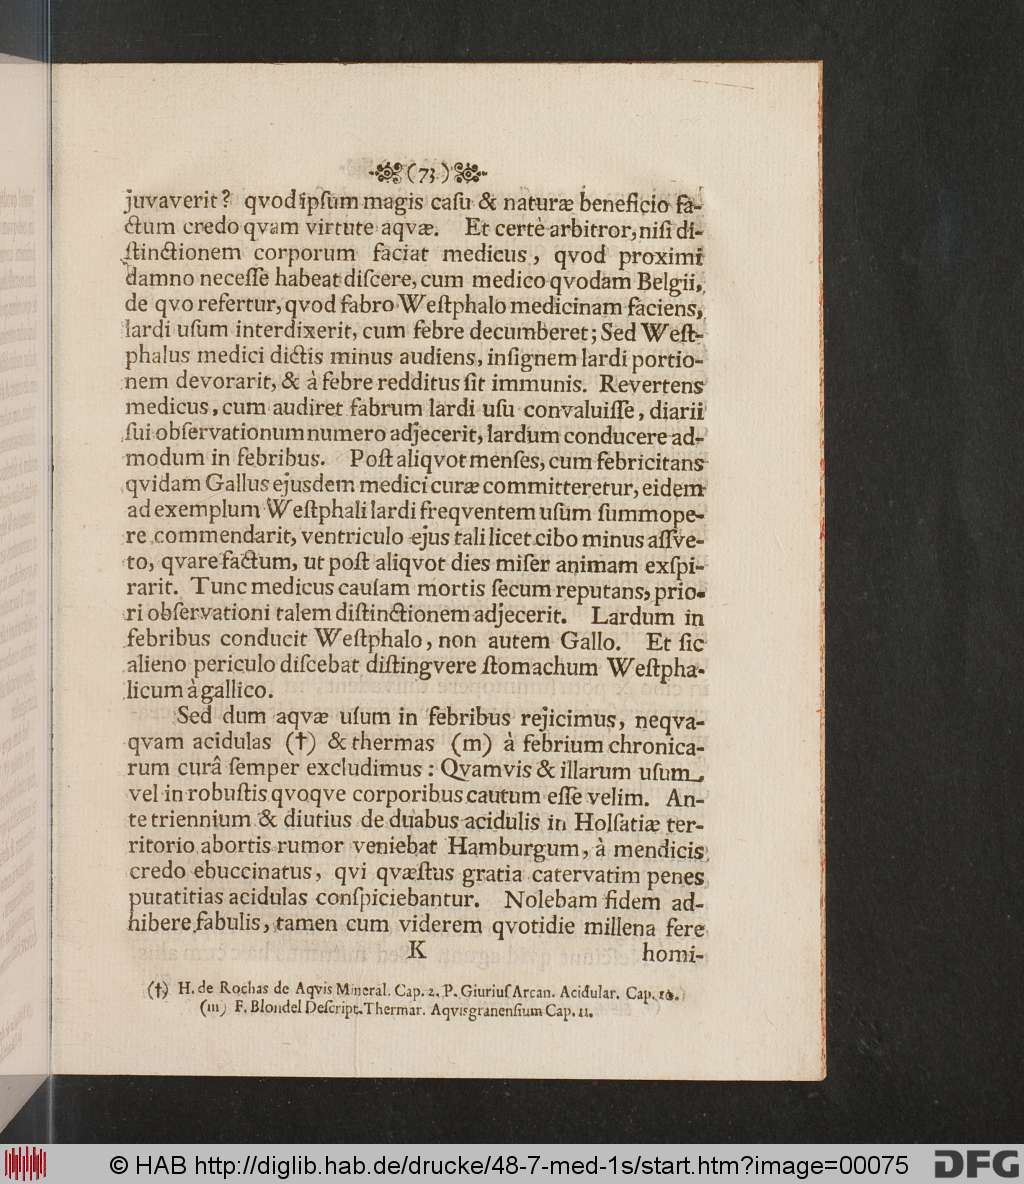 (73)
juvaverit? qvod ipſum magis caſu & naturæ beneficio fa-
ctum credo qvam virtute aqvæ. Et certè arbitror, niſi di-
ſtinctionem corporum faciat medicus, qvod proximi
damno neceſſè habeat diſcere, cum medico qvodam Belgii,
de qvo refertur, qvod fabro Weſtphalo medicinam faciens,
lardi uſum interdixerit, cum febre decumberet; Sed Weſt-
phalus medici dictis minus audiens, inſignem lardi portio-
nem devorarit, & à febre redditus ſit immunis. Revertens
medicus, cum audiret fabrum lardi uſu convaluiſſe, diarii
ſui obſervationum numero adjecerit, lardum conducere ad-
modum in febribus. Poſt aliqvot menſes, cum febricitans
qvidam Gallus ejusdem medici curæ committeretur, eidem
ad exemplum Weſtphali lardi freqventem uſum ſummope-
re commendarit, ventriculo ejus tali licet cibo minus aſſve-
to, qvare factum, ut poſt aliqvot dies miſer animam exſpi-
rarit. Tunc medicus cauſam mortis ſecum reputans, prio-
ri obſervationi talem diſtinctionem adjecerit. Lardum in
febribus conducit Weſtphalo, non autem Gallo. Et ſic
alieno periculo diſcebat diſtingvere ſtomachum Weſtpha-
licum à gallico.
Sed dum aqvæ uſum in febribus rejicimus, neqva-
qvam acidulas (†) & thermas (m) à febrium chronica-
rum curâ ſemper excludimus: Qvamvis & illarum uſum,
vel in robuſtis qvoqve corporibus cautum eſſe velim. An-
te triennium & diutius de duabus acidulis in Holſatiæ ter-
ritorio abortis rumor veniebat Hamburgum, à mendicis
credo ebuccinatus, qvi qvæſtus gratia catervatim penes
putatitias acidulas conſpiciebantur. Nolebam fidem ad-
hibere fabulis, tamen cum viderem qvotidie millena fere
K homi-
(†) H. de Rochas de Aqvis Mineral. Cap. 2. P. Giuriuſ Arcan. Acidular. Cap.
(m) F. Blondel Deſcript. Thermar. Aqviſgranenſium Cap. 11.
© HAB http://diglib.hab.de/drucke/48-7-med-1s/start.htm?image=00075
DFG